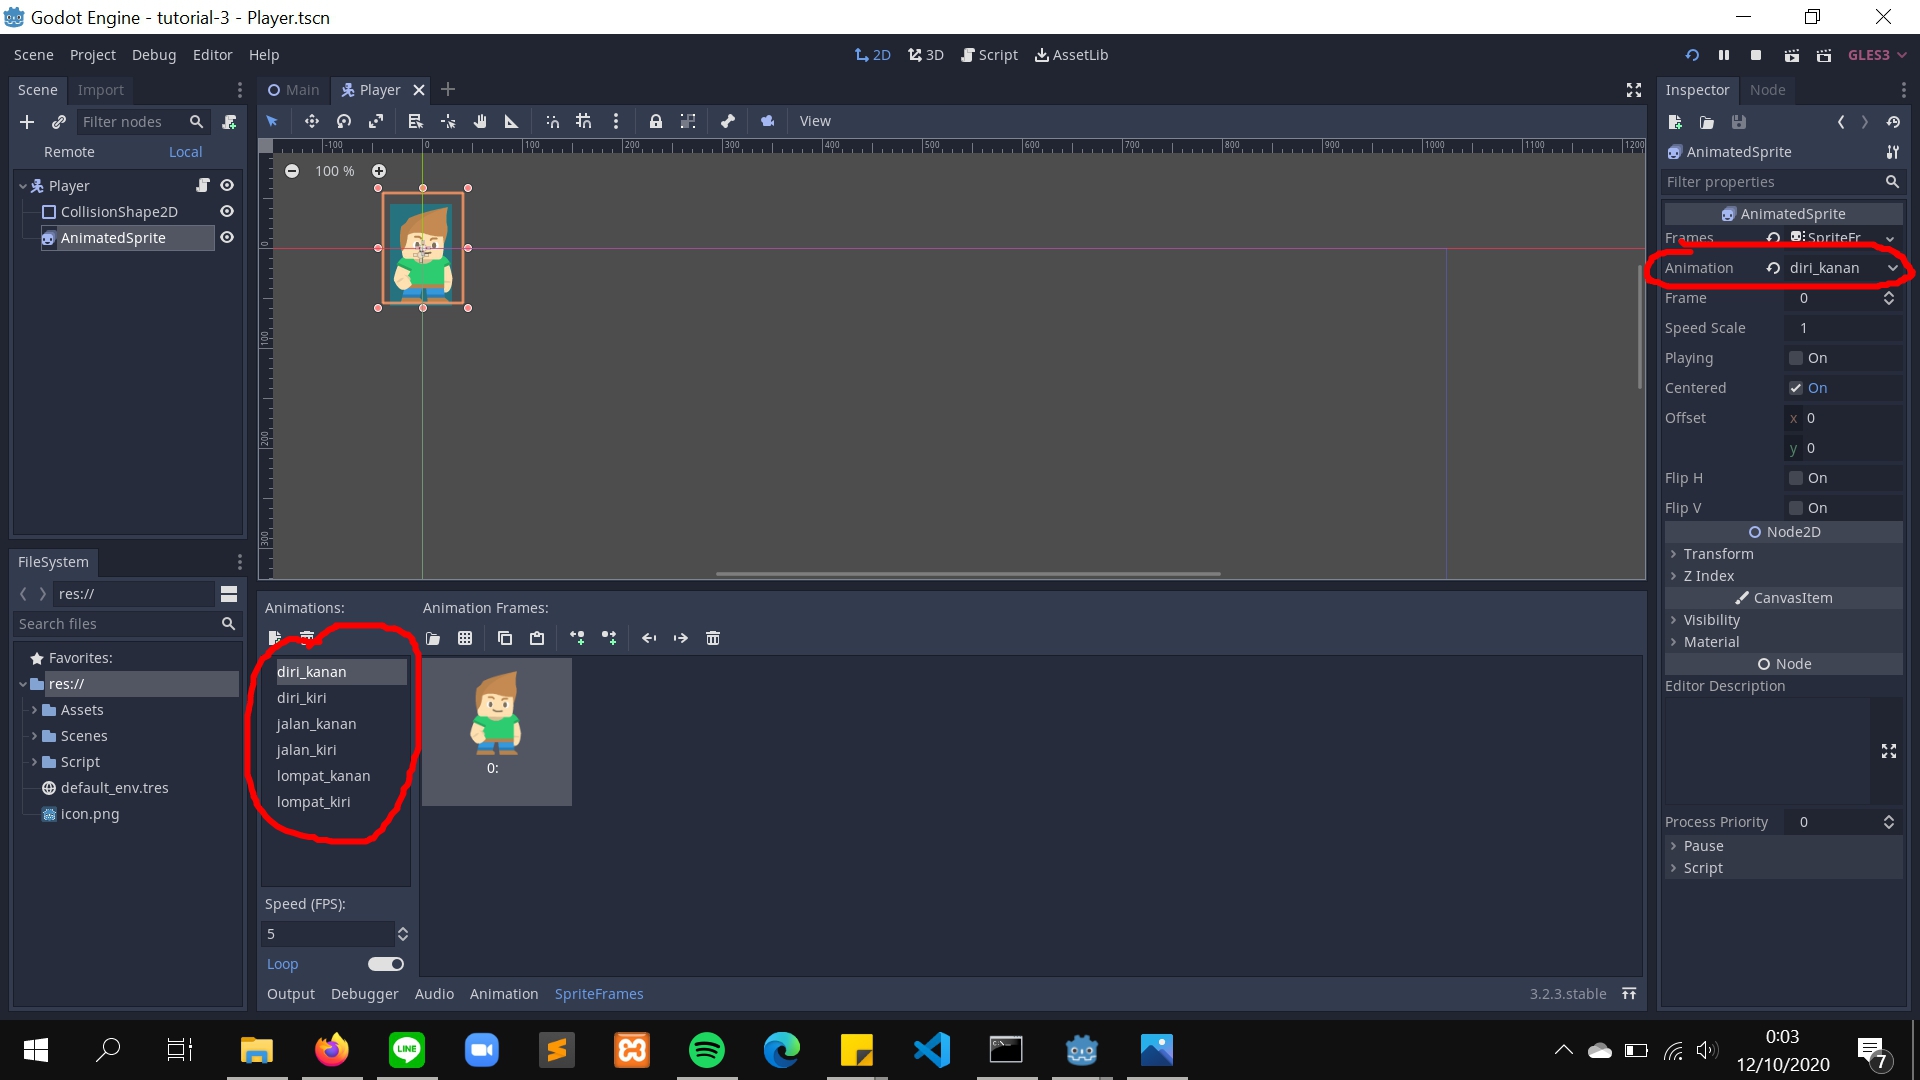 Godot Engine - tutorial-3 - Player.tscn
Scene Project Debug Editor Help
2D 3D Script AssetLib
GLES3
Scene Import
Main Player
Inspector Node
Filter nodes
View
Remote Local
AnimatedSprite
Filter properties
Player
CollisionShape2D
AnimatedSprite
-100 0 100 200 300 400 500 600 700 800 900 1000 1100 1200
100 %
0
100
200
300
AnimatedSprite
Frames SpriteFr
Animation diri_kanan
Frame 0
Speed Scale 1
Playing On
Centered On
Offset x 0
y 0
Flip H On
Flip V On
Node2D
Transform
Z Index
CanvasItem
Visibility
Material
Node
Editor Description
Process Priority 0
Pause
Script
FileSystem
res://
Search files
Favorites:
res://
Assets
Scenes
Script
default_env.tres
icon.png
Animations: Animation Frames:
diri_kanan
diri_kiri
jalan_kanan
jalan_kiri
lompat_kanan
lompat_kiri
0:
Speed (FPS):
5
Loop
Output Debugger Audio Animation SpriteFrames
3.2.3.stable
LINE
0:03
12/10/2020
7